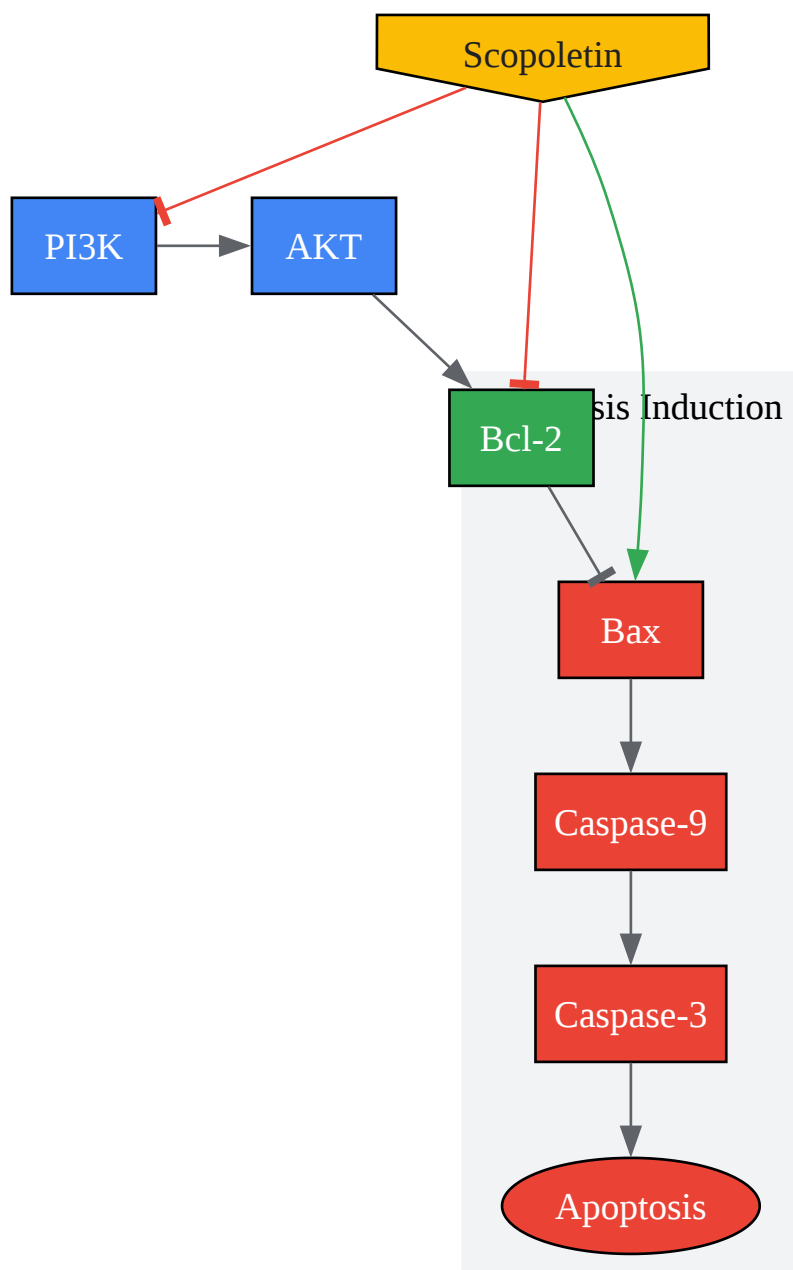 Scopoletin
PI3K
AKT
sis Induction
Bcl-2
Bax
Caspase-9
Caspase-3
Apoptosis